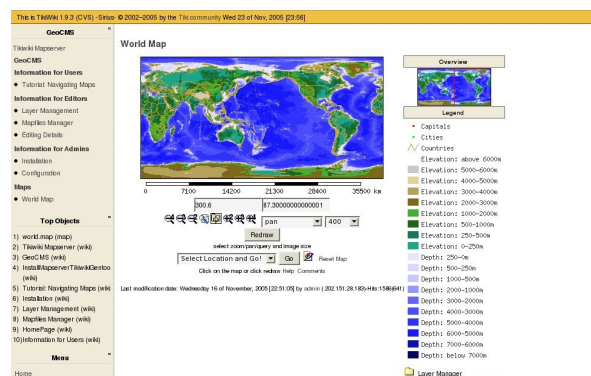 This is TikiWiki 1.9.3 (CVS) -Sirius- © 2002–2005 by the Tiki community Wed 23 of Nov, 2005 [23:56]
GeoCMS
Tikiwiki Mapserver
GeoCMS
Information for Users
Tutorial: Navigating Maps
Information for Editors
Layer Management
Mapfiles Manager
Editing Details
Information for Admins
Installation
Configuration
Maps
World Map
Top Objects
1) world.map (map)
2) Tikiwiki Mapserver (wiki)
3) GeoCMS (wiki)
4) InstallMapserverTikiwikiGentoo
(wiki)
5) Tutorial: Navigating Maps (wiki
6) Installation (wiki)
7) Layer Management (wiki)
8) Mapfiles Manager (wiki)
9) HomePage (wiki)
10)Information for Users (wiki)
Menu
Home
World Map
0 7100 14200 21300 28400 35500 km
300.6 87.30000000000001
pan 400
Redraw
select zoom/pan/query and image size
Select Location and Go! Go Reset Map
Click on the map or click redraw Help Comments
Last modification date: Wednesday 16 of November, 2005 [22:51:05] by admin ( 202.151.28.183)-Hits:1586(641)
Overview
Legend
Capitals
Cities
Countries
Elevation: above 6000m
Elevation: 5000-6000m
Elevation: 4000-5000m
Elevation: 3000-4000m
Elevation: 2000-3000m
Elevation: 1000-2000m
Elevation: 500-1000m
Elevation: 250-500m
Elevation: 0-250m
Depth: 250-0m
Depth: 500-250m
Depth: 1000-500m
Depth: 2000-1000m
Depth: 3000-2000m
Depth: 4000-3000m
Depth: 5000-4000m
Depth: 6000-5000m
Depth: 7000-6000m
Depth: below 7000m
Layer Manager